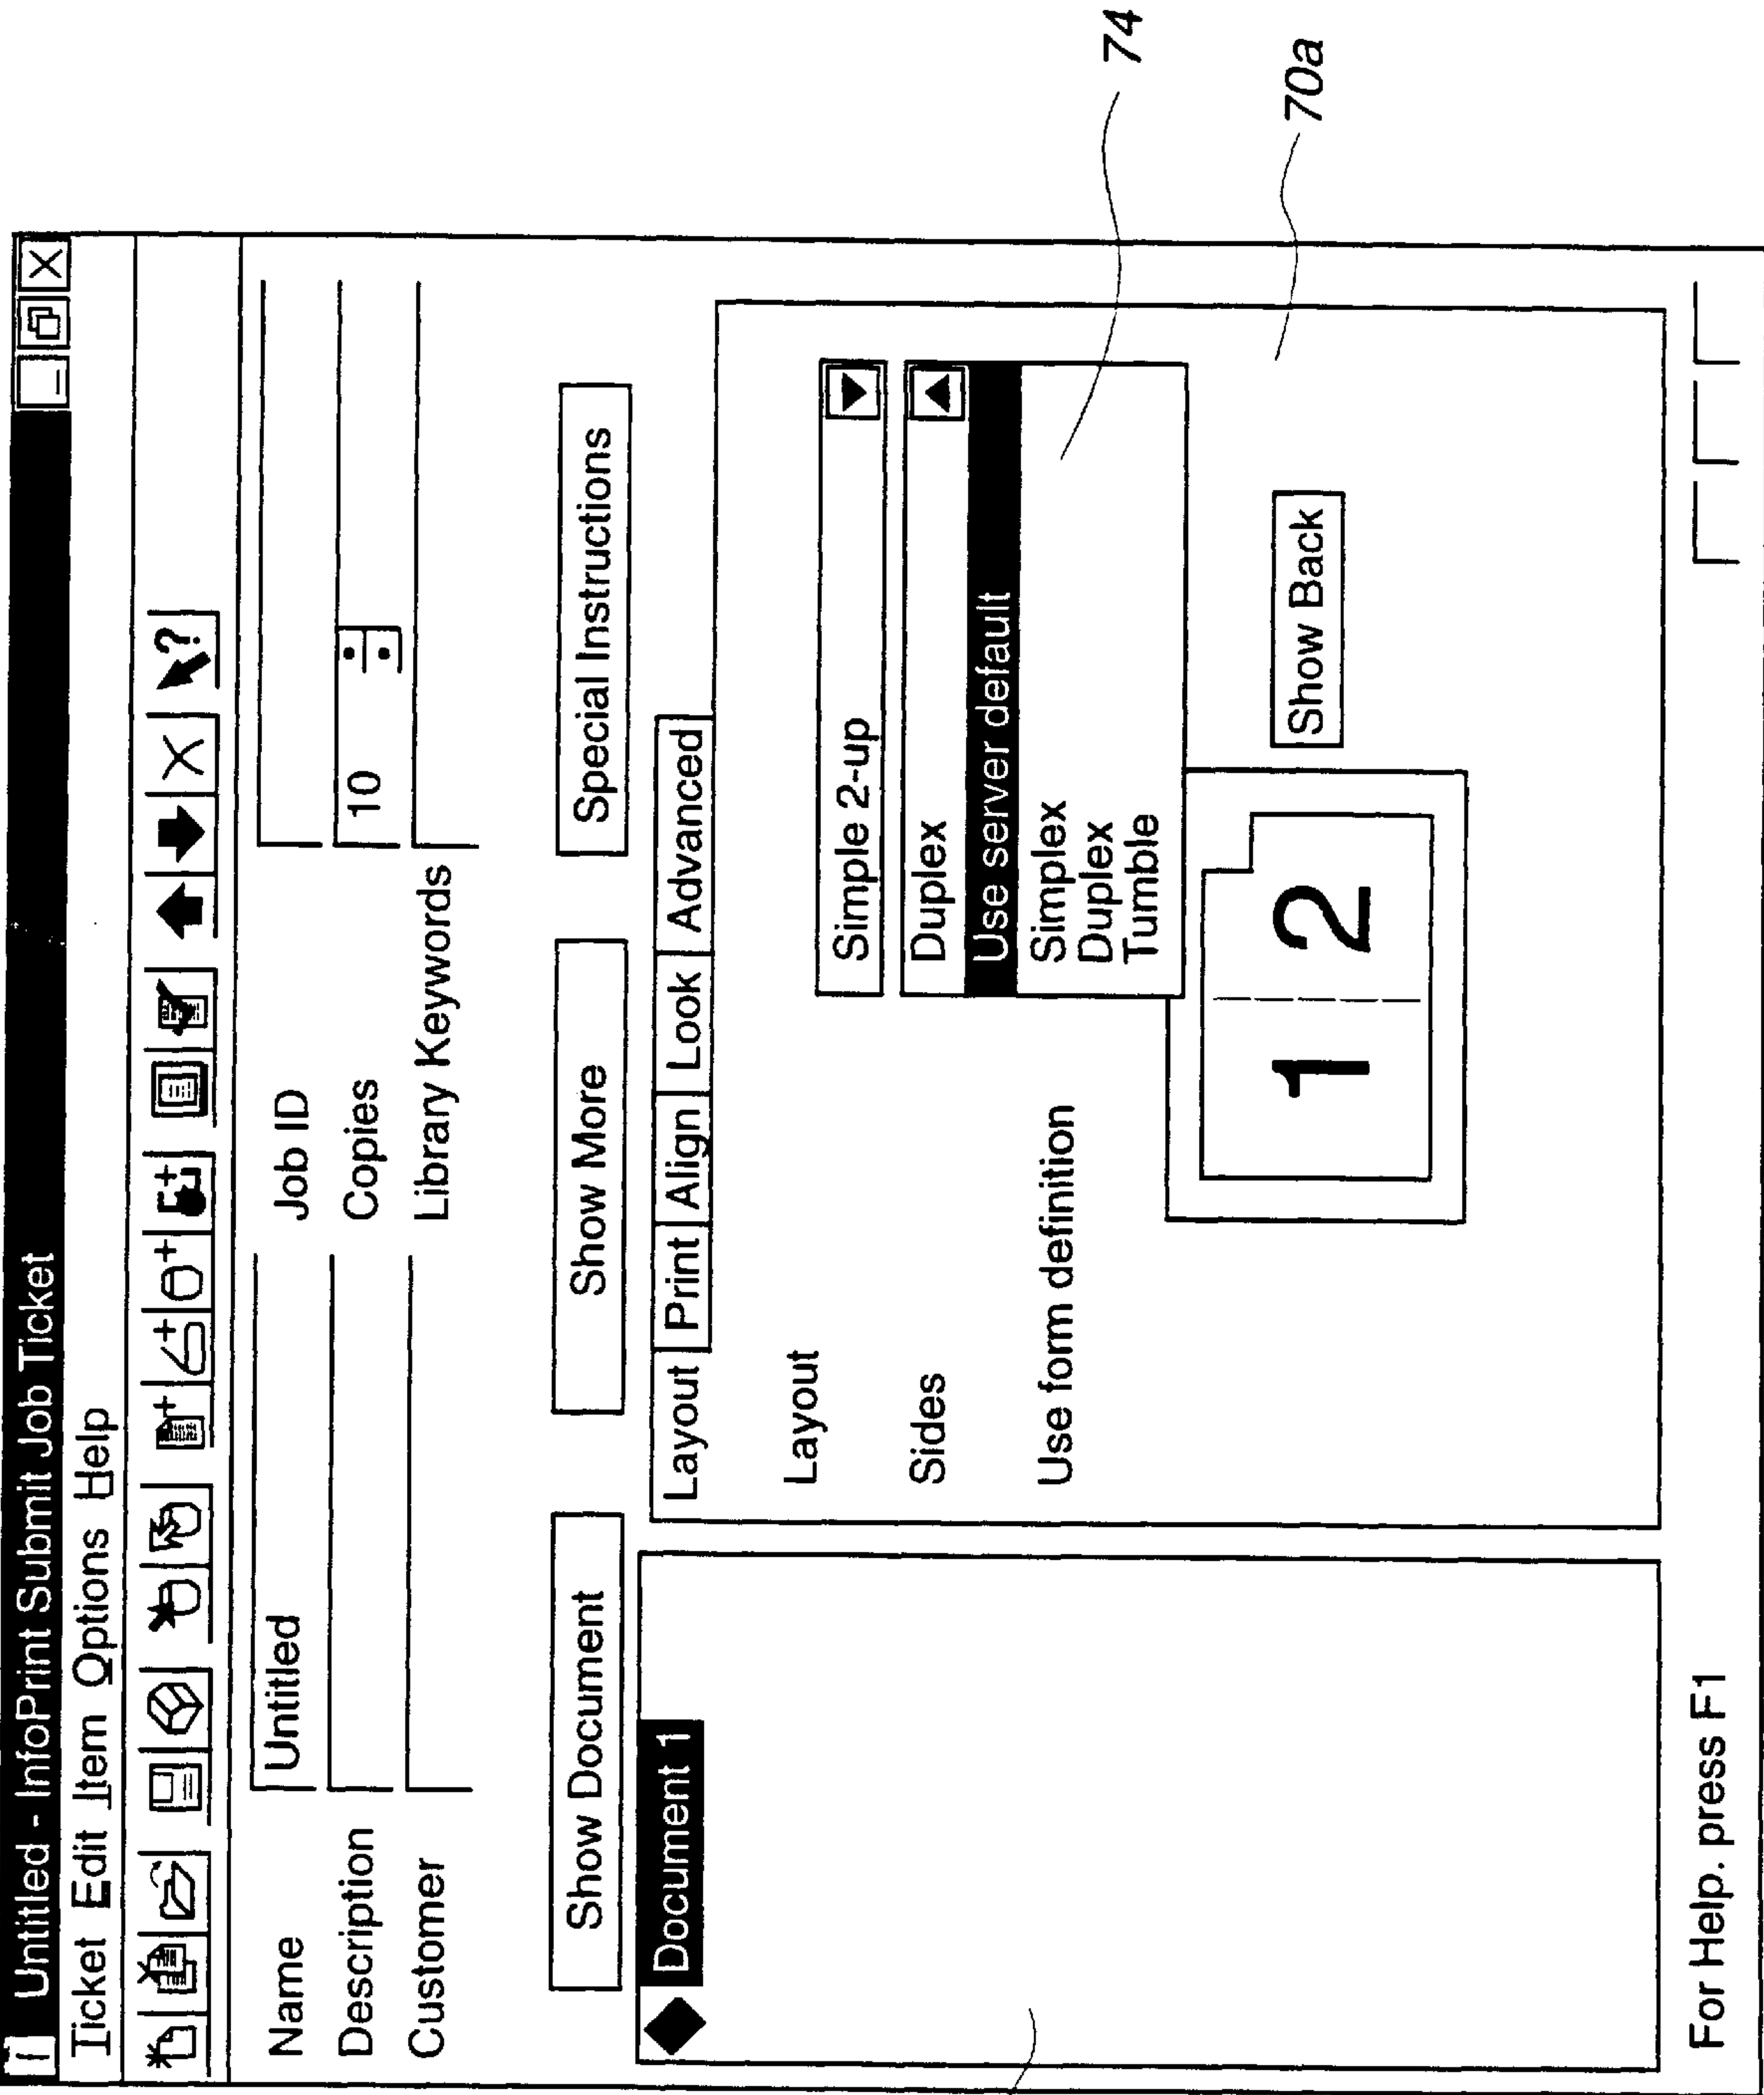 Untitled - InfoPrint Submit Job Ticket
Ticket Edit Item Options Help
Name Untitled Job ID
Description Copies 10
Customer Library Keywords
Show Document Show More Special Instructions
Document 1
Layout Print Align Look Advanced
Layout Simple 2-up
Sides Duplex
Use server default
Use form definition
Simplex
Duplex
Tumble
1 2
Show Back
For Help. press F1
74
70a